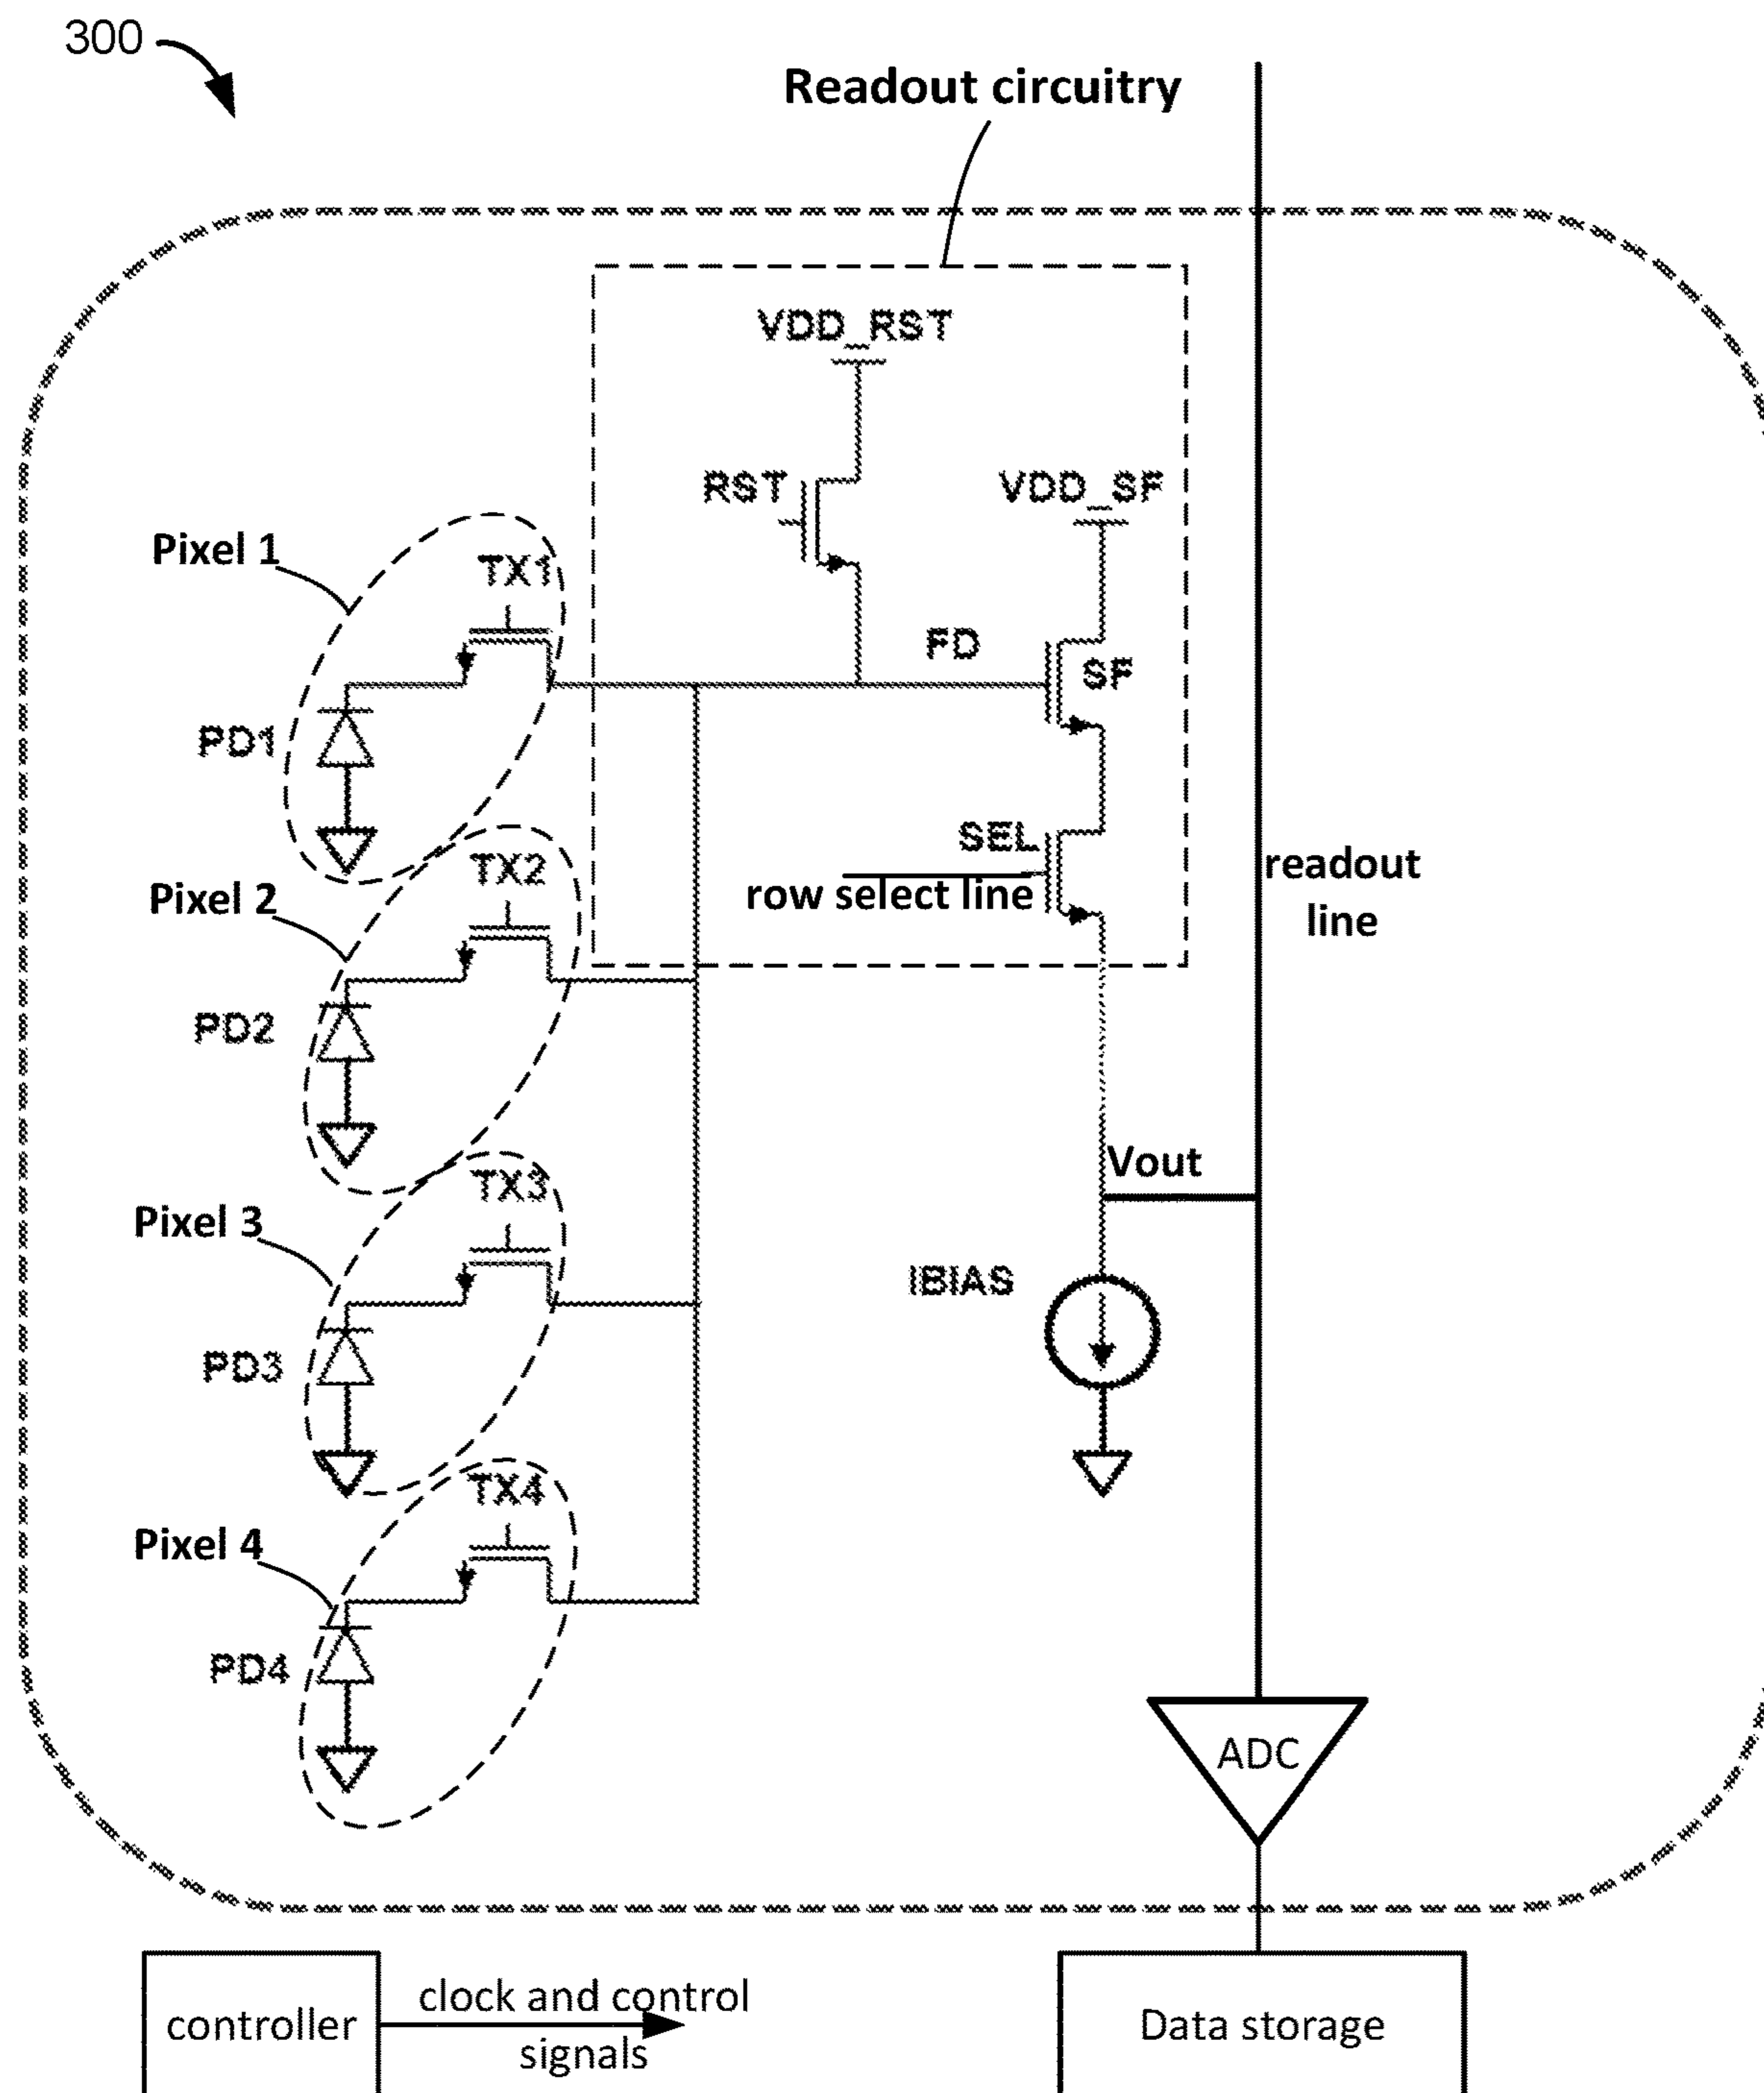 300
Readout circuitry
VDD_RST
RST
VDD_SF
Pixel 1
TX1
FD
SF
PD1
SEL
row select line
readout
line
Pixel 2
TX2
PD2
Vout
TX3
Pixel 3
IBIAS
PD3
TX4
Pixel 4
PD4
ADC
controller
clock and control
signals
Data storage